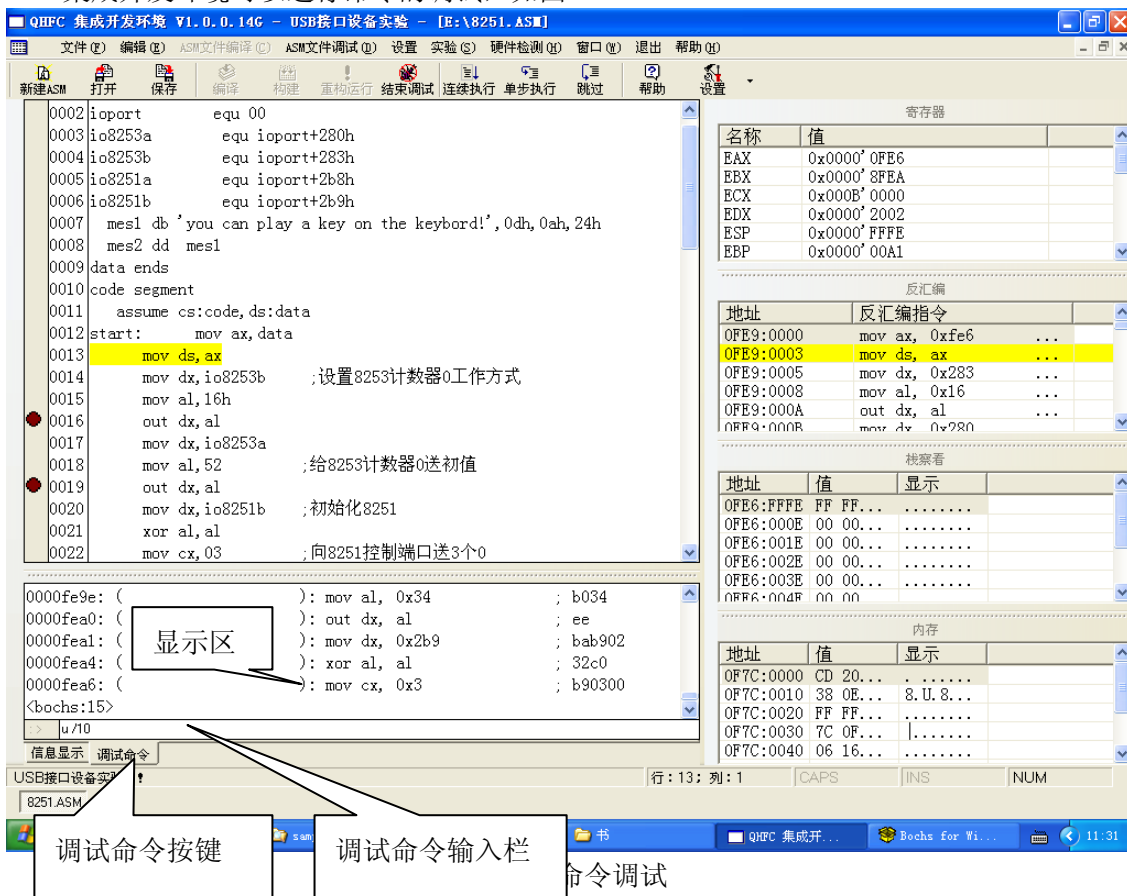 QHFC 集成开发环境 V1.0.0.14G - USB接口设备实验 - [E:\8251.ASM]
文件(F) 编辑(E) ASM文件编译(C) ASM文件调试(D) 设置 实验(S) 硬件检测(H) 窗口(W) 退出 帮助(H)
新建ASM 打开 保存 编译 构建 重构运行 结束调试 连续执行 单步执行 跳过 帮助 设置
0002 ioport equ 00
0003 io8253a equ ioport+280h
0004 io8253b equ ioport+283h
0005 io8251a equ ioport+2b8h
0006 io8251b equ ioport+2b9h
0007 mes1 db 'you can play a key on the keybord!',0dh,0ah,24h
0008 mes2 dd mes1
0009 data ends
0010 code segment
0011 assume cs:code,ds:data
0012 start: mov ax,data
0013 mov ds,ax
0014 mov dx,io8253b ;设置8253计数器0工作方式
0015 mov al,16h
0016 out dx,al
0017 mov dx,io8253a
0018 mov al,52 ;给8253计数器0送初值
0019 out dx,al
0020 mov dx,io8251b ;初始化8251
0021 xor al,al
0022 mov cx,03 ;向8251控制端口送3个0
寄存器
名称 值
EAX 0x0000'0FE6
EBX 0x0000'8FEA
ECX 0x000B'0000
EDX 0x0000'2002
ESP 0x0000'FFFE
EBP 0x0000'00A1
反汇编
地址 反汇编指令
0FE9:0000 mov ax, 0xfe6 ...
0FE9:0003 mov ds, ax ...
0FE9:0005 mov dx, 0x283 ...
0FE9:0008 mov al, 0x16 ...
0FE9:000A out dx, al ...
0FE9:000B mov dx, 0x280
栈察看
地址 值 显示
0FE6:FFFE FF FF... ........
0FE6:000E 00 00... ........
0FE6:001E 00 00... ........
0FE6:002E 00 00... ........
0FE6:003E 00 00... ........
0FE6:004E 00 00
内存
地址 值 显示
0F7C:0000 CD 20... . ......
0F7C:0010 38 0E... 8.U.8...
0F7C:0020 FF FF... ........
0F7C:0030 7C 0F... |.......
0F7C:0040 06 16... ........
0000fe9e: ( ): mov al, 0x34 ; b034
0000fea0: ( ): out dx, al ; ee
0000fea1: ( ): mov dx, 0x2b9 ; bab902
0000fea4: ( ): xor al, al ; 32c0
0000fea6: ( ): mov cx, 0x3 ; b90300
<bochs:15>
显示区
:> u /10
信息显示 调试命令
USB接口设备实 ! 行:13; 列:1 CAPS INS NUM
8251.ASM
书 QHFC 集成开... Bochs for Wi... 11:31
调试命令按键
调试命令输入栏
命令调试